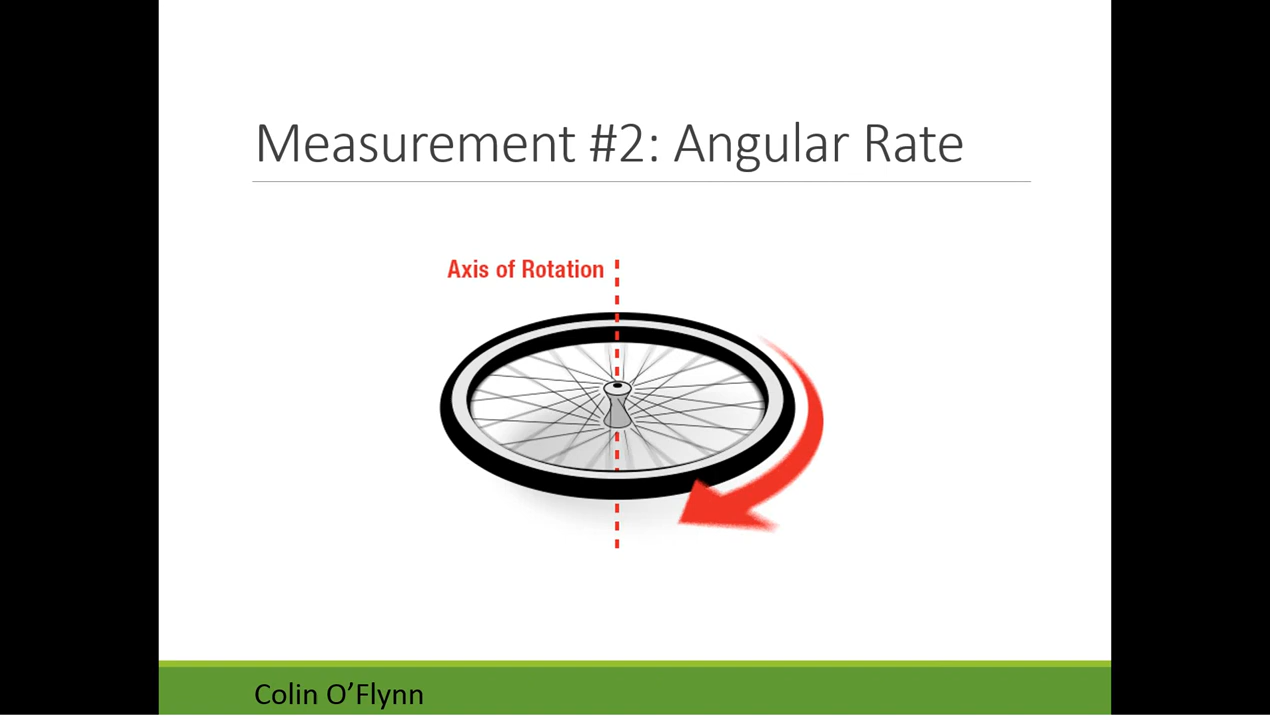 Measurement #2: Angular Rate
Axis of Rotation
Colin O’Flynn